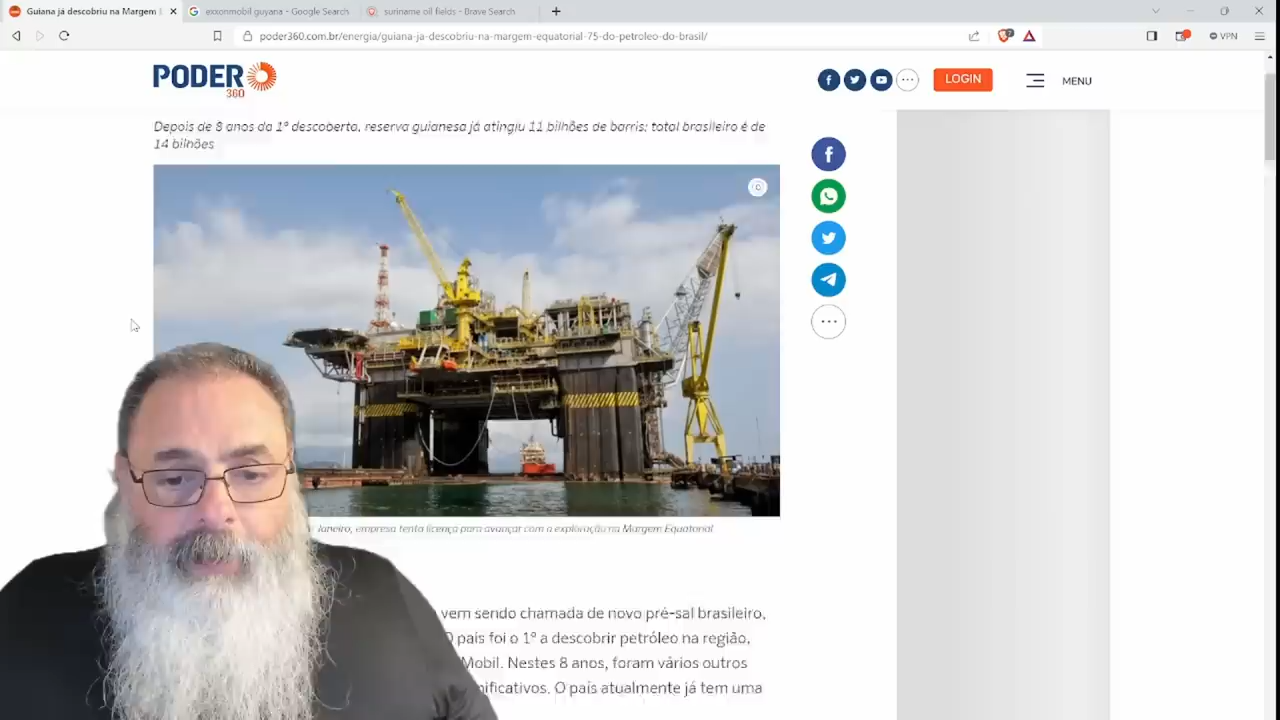 Guiana já descobriu na Margem
exxonmobil guyana - Google Search
suriname oil fields - Brave Search
poder360.com.br/energia/guiana-ja-descobriu-na-margem-equatorial-75-do-petroleo-do-brasil/
VPN
PODER
360
LOGIN
MENU
Depois de 8 anos da 1ª descoberta, reserva guianesa já atingiu 11 bilhões de barris; total brasileiro é de
14 bilhões
Janeiro, empresa tenta licença para avançar com a exploração na Margem Equatorial
vem sendo chamada de novo pré-sal brasileiro,
O país foi o 1º a descobrir petróleo na região,
Mobil. Nestes 8 anos, foram vários outros
nificativos. O país atualmente já tem uma